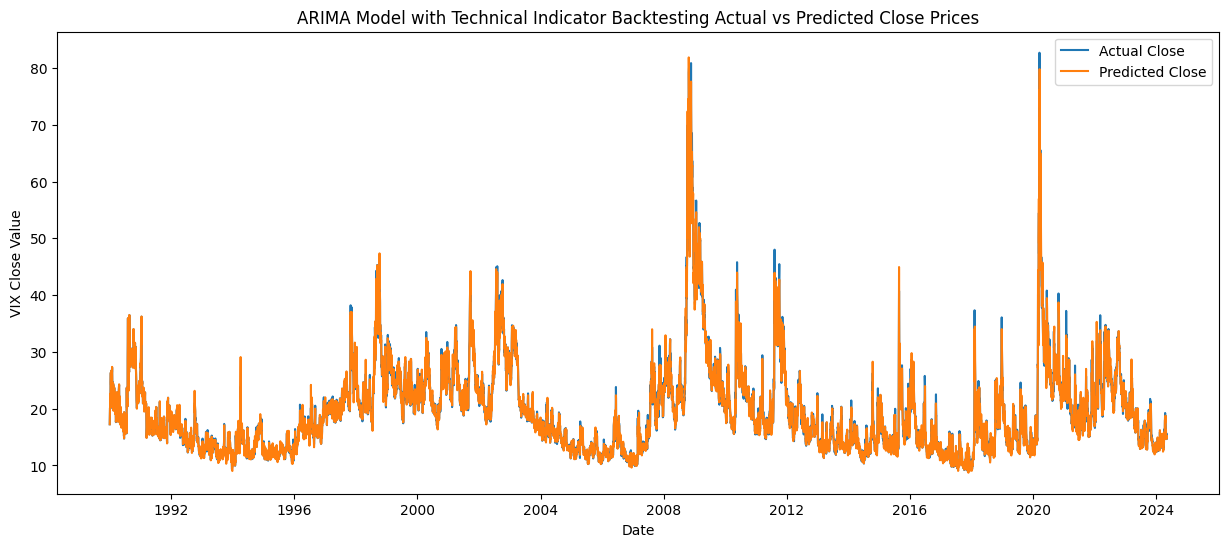 ARIMA Model with Technical Indicator Backtesting Actual vs Predicted Close Prices
Actual Close
Predicted Close
VIX Close Value
80
70
60
50
40
30
20
10
1992 1996 2000 2004 2008 2012 2016 2020 2024
Date